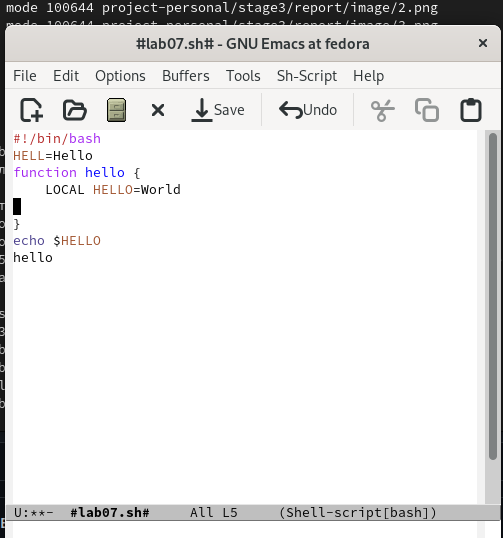 mode 100644 project-personal/stage3/report/image/2.png
mode 100644 project-personal/stage3/report/image/3.png
#lab07.sh# - GNU Emacs at fedora
File Edit Options Buffers Tools Sh-Script Help
Save Undo
#!/bin/bash
HELL=Hello
function hello {
    LOCAL HELLO=World

}
echo $HELLO
hello
U:**-  #lab07.sh#     All L5     (Shell-script[bash])